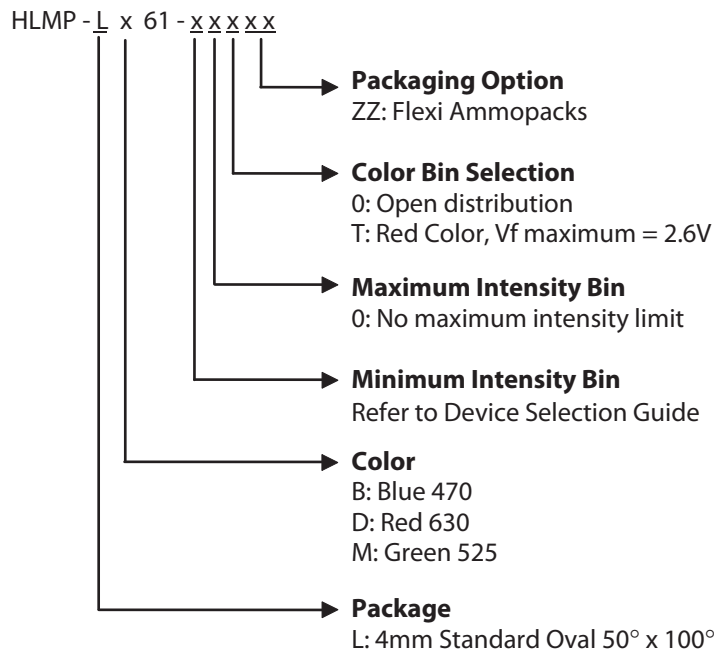 HLMP - L x 61 - x x x x x
Packaging Option
ZZ: Flexi Ammopacks
Color Bin Selection
0: Open distribution
T: Red Color, Vf maximum = 2.6V
Maximum Intensity Bin
0: No maximum intensity limit
Minimum Intensity Bin
Refer to Device Selection Guide
Color
B: Blue 470
D: Red 630
M: Green 525
Package
L: 4mm Standard Oval 50° x 100°